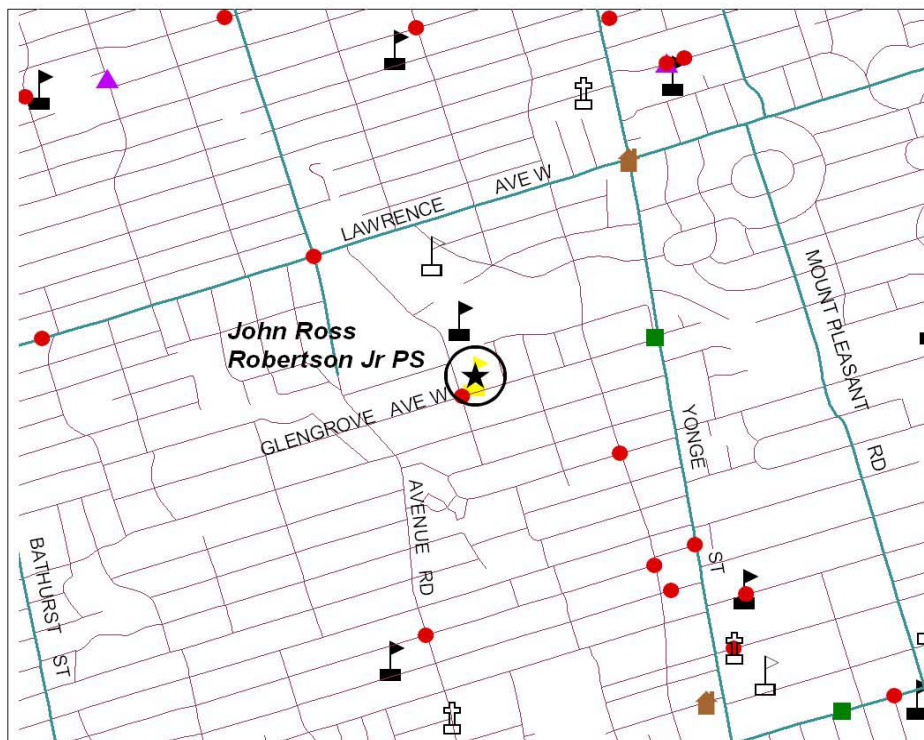 LAWRENCE AVE W
John Ross
Robertson Jr PS
GLENGROVE AVE W
MOUNT PLEASANT RD
YONGE ST
AVENUE RD
BATHURST ST